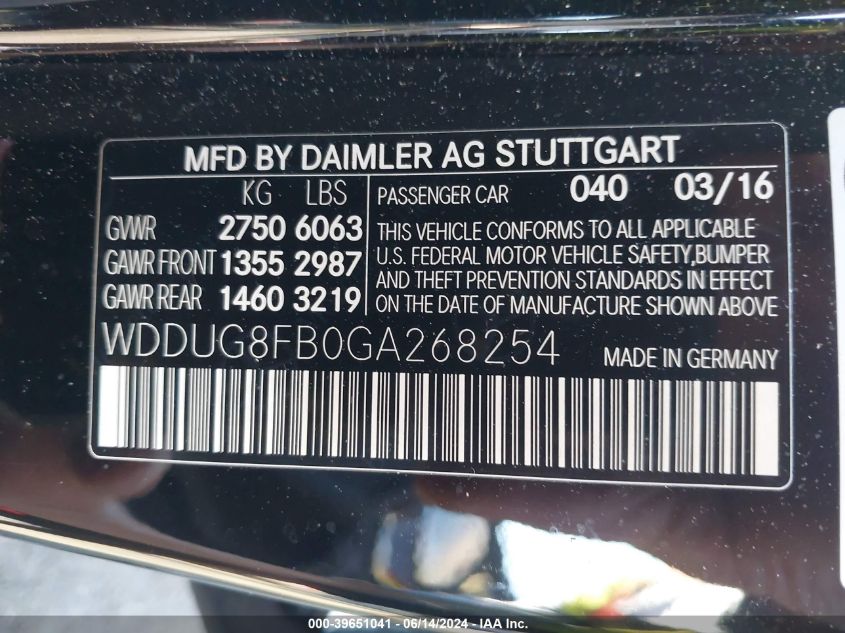 MFD BY DAIMLER AG STUTTGART
KG LBS
GVWR 2750 6063
GAWR FRONT 1355 2987
GAWR REAR 1460 3219
PASSENGER CAR 040 03/16
THIS VEHICLE CONFORMS TO ALL APPLICABLE
U.S. FEDERAL MOTOR VEHICLE SAFETY,BUMPER
AND THEFT PREVENTION STANDARDS IN EFFECT
ON THE DATE OF MANUFACTURE SHOWN ABOVE
WDDUG8FB0GA268254 MADE IN GERMANY
000-39651041 - 06/14/2024 - IAA Inc.